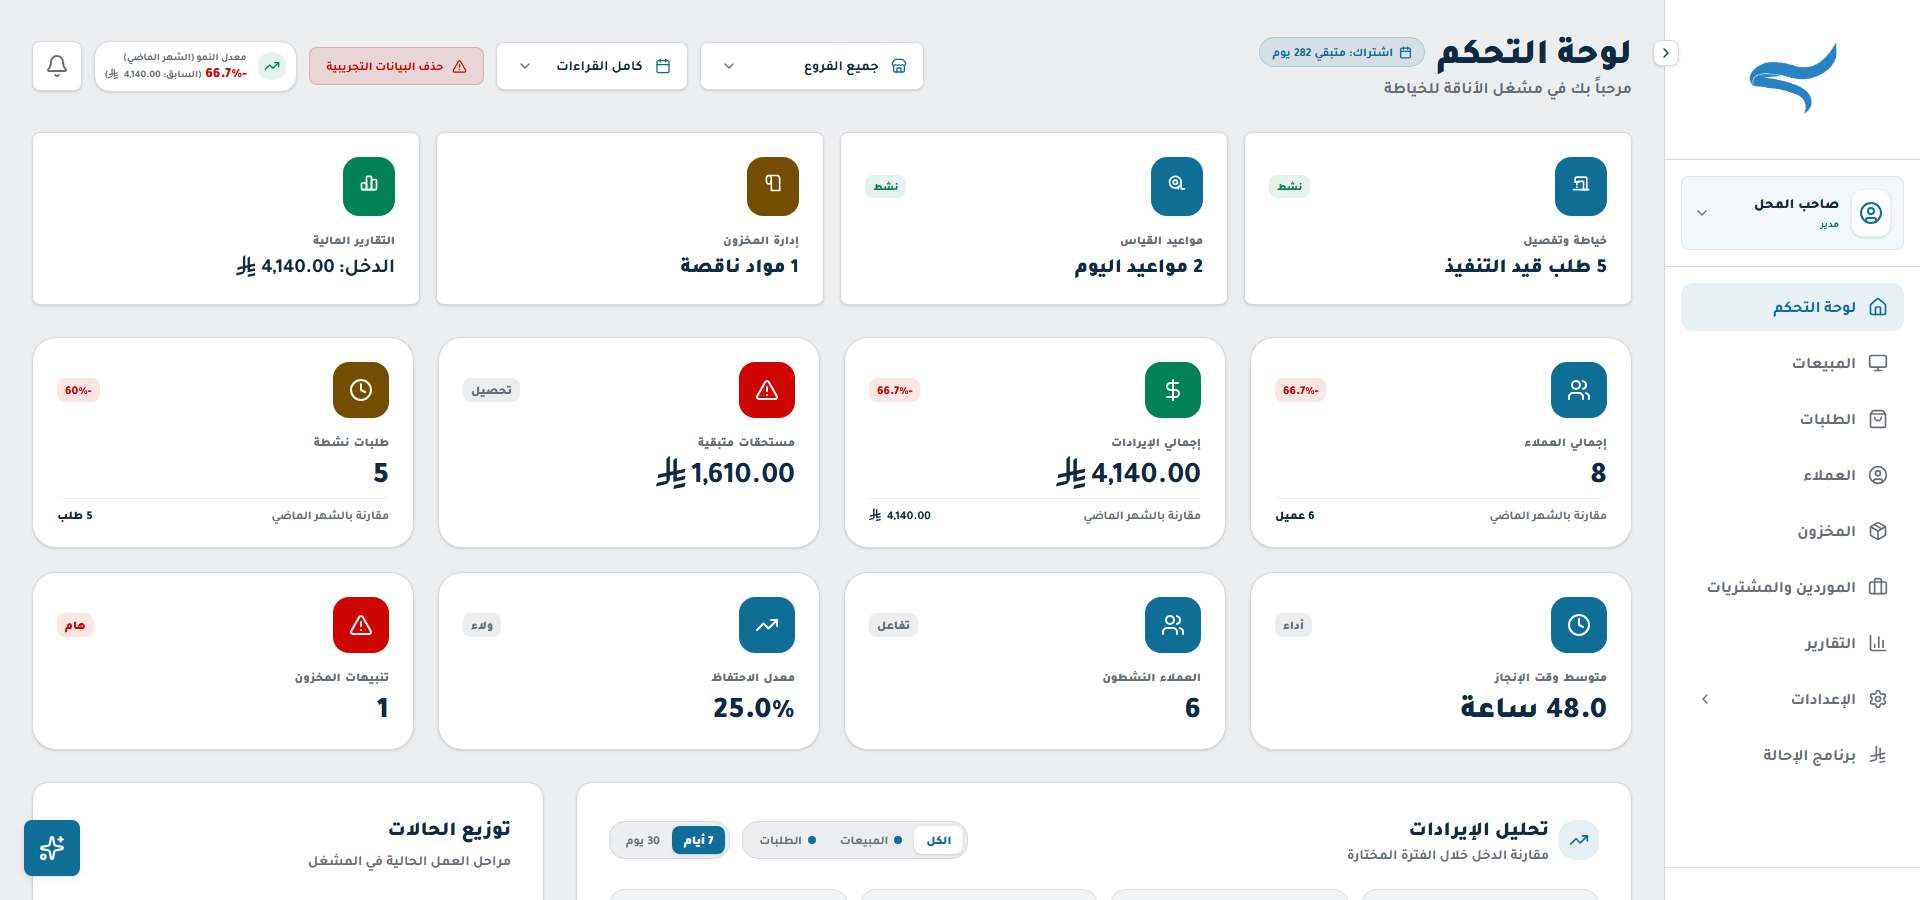 صاحب المحل
مدير
لوحة التحكم
المبيعات
الطلبات
العملاء
المخزون
الموردين والمشتريات
التقارير
الإعدادات
برنامج الإحالة
لوحة التحكم
اشتراك: متبقي 282 يوم
مرحباً بك في مشغل الأناقة للخياطة
جميع الفروع
كامل القراءات
حذف البيانات التجريبية
معدل النمو (الشهر الماضي)
-66.7% (السابق: 4,140.00 ⃁)
نشط
خياطة وتفصيل
5 طلب قيد التنفيذ
نشط
مواعيد القياس
2 مواعيد اليوم
إدارة المخزون
1 مواد ناقصة
التقارير المالية
الدخل: 4,140.00 ⃁
-66.7%
إجمالي العملاء
8
مقارنة بالشهر الماضي
6 عميل
-66.7%
إجمالي الإيرادات
4,140.00 ⃁
مقارنة بالشهر الماضي
4,140.00 ⃁
تحصيل
مستحقات متبقية
1,610.00 ⃁
-60%
طلبات نشطة
5
مقارنة بالشهر الماضي
5 طلب
أداء
متوسط وقت الإنجاز
48.0 ساعة
تفاعل
العملاء النشطون
6
ولاء
معدل الاحتفاظ
25.0%
هام
تنبيهات المخزون
1
تحليل الإيرادات
مقارنة الدخل خلال الفترة المختارة
الكل
المبيعات
الطلبات
7 أيام
30 يوم
توزيع الحالات
مراحل العمل الحالية في المشغل